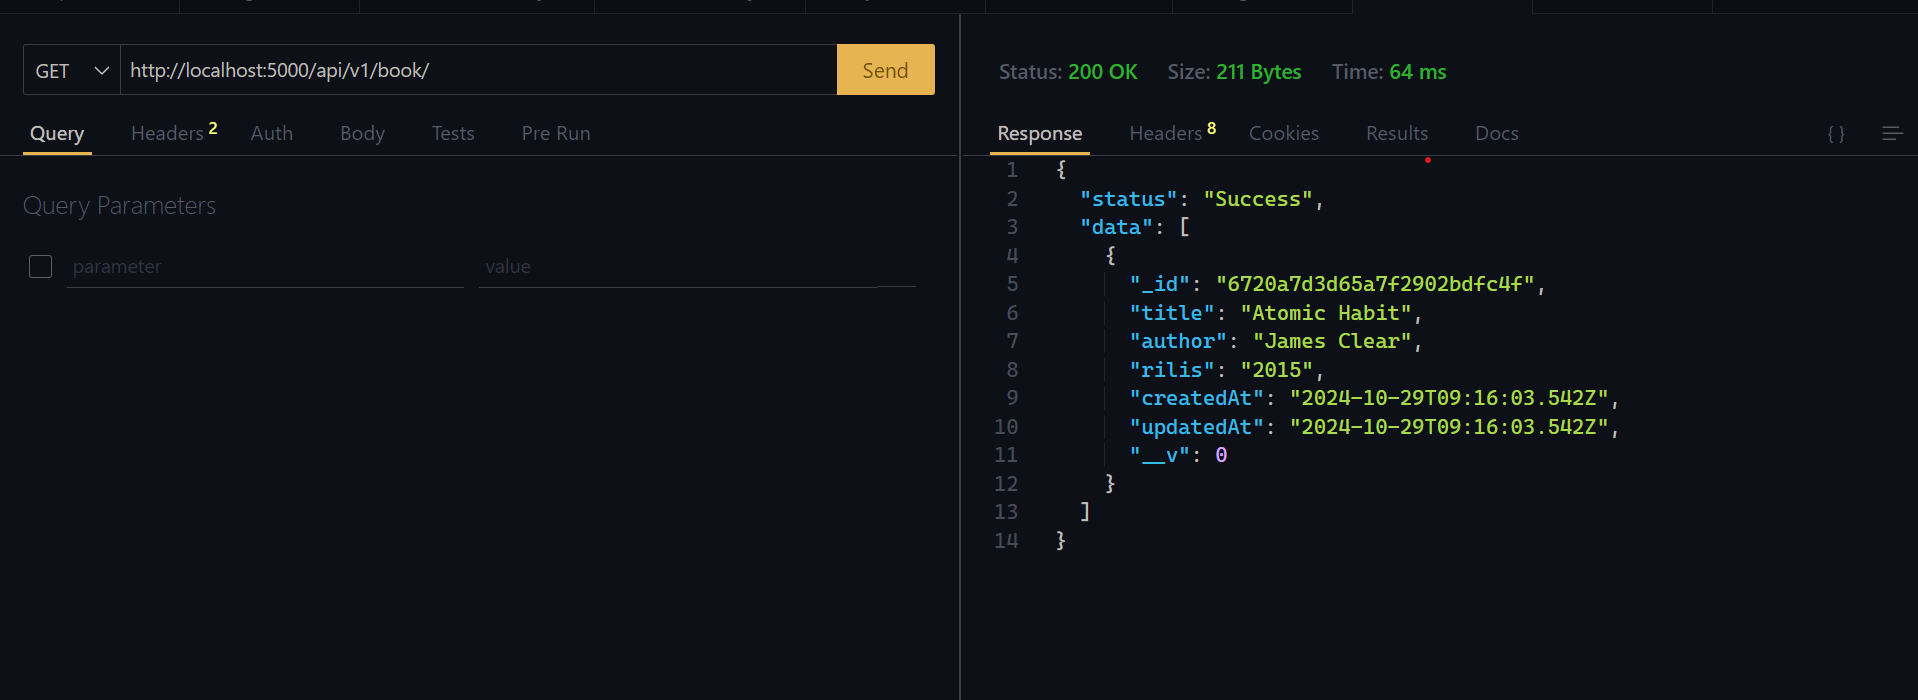 GET http://localhost:5000/api/v1/book/ Send
Query Headers 2 Auth Body Tests Pre Run
Query Parameters
parameter value
Status: 200 OK Size: 211 Bytes Time: 64 ms
Response Headers 8 Cookies Results Docs { }
1 {
2 "status": "Success",
3 "data": [
4 {
5 "_id": "6720a7d3d65a7f2902bdfc4f",
6 "title": "Atomic Habit",
7 "author": "James Clear",
8 "rilis": "2015",
9 "createdAt": "2024-10-29T09:16:03.542Z",
10 "updatedAt": "2024-10-29T09:16:03.542Z",
11 "__v": 0
12 }
13 ]
14 }